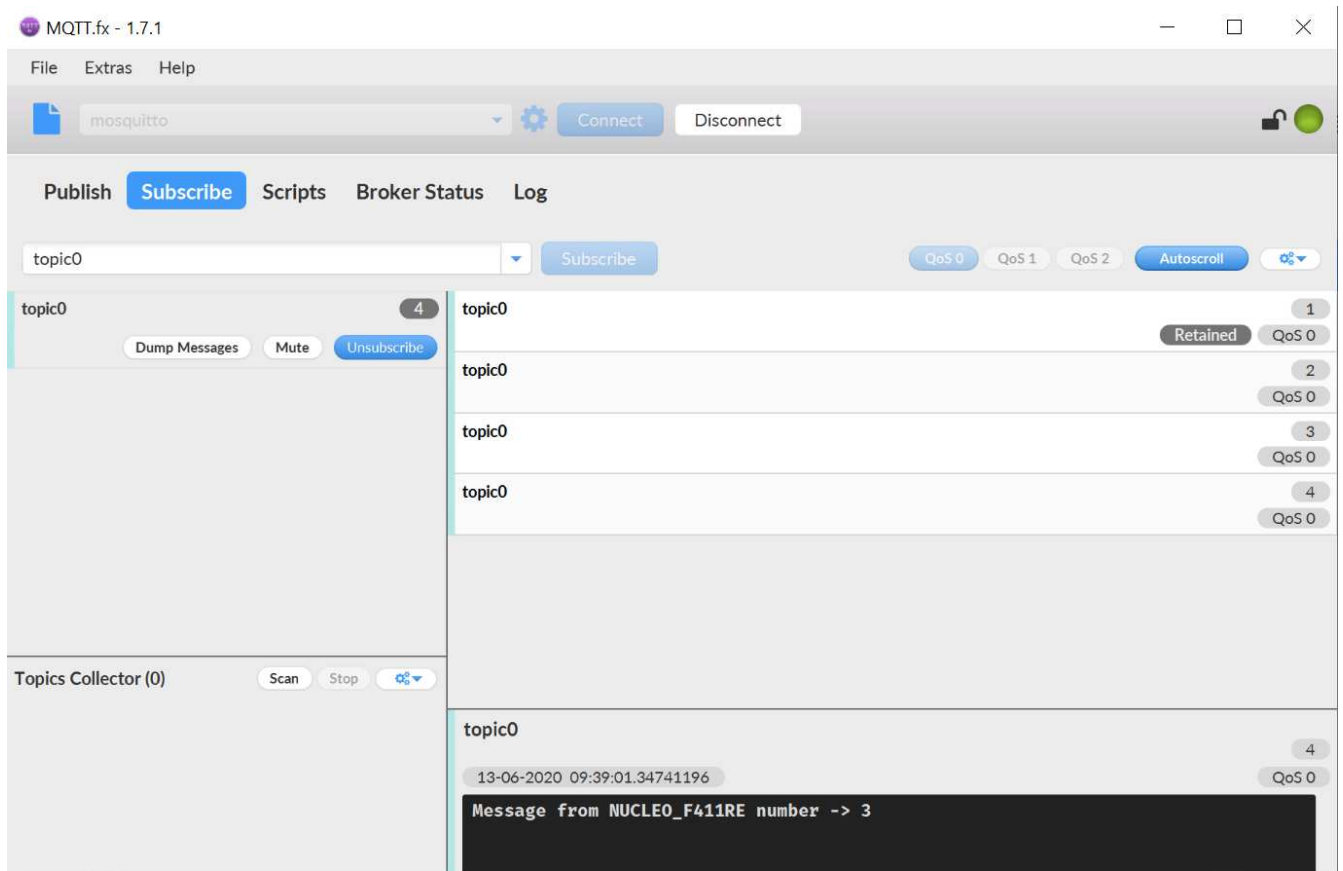 MQTT.fx - 1.7.1
File Extras Help
mosquitto Connect Disconnect
Publish Subscribe Scripts Broker Status Log
topic0 Subscribe QoS 0 QoS 1 QoS 2 Autoscroll
topic0 4
Dump Messages Mute Unsubscribe
topic0 1
Retained QoS 0
topic0 2
QoS 0
topic0 3
QoS 0
topic0 4
QoS 0
Topics Collector (0) Scan Stop
topic0
4
13-06-2020 09:39:01.34741196 QoS 0
Message from NUCLEO_F411RE number -> 3